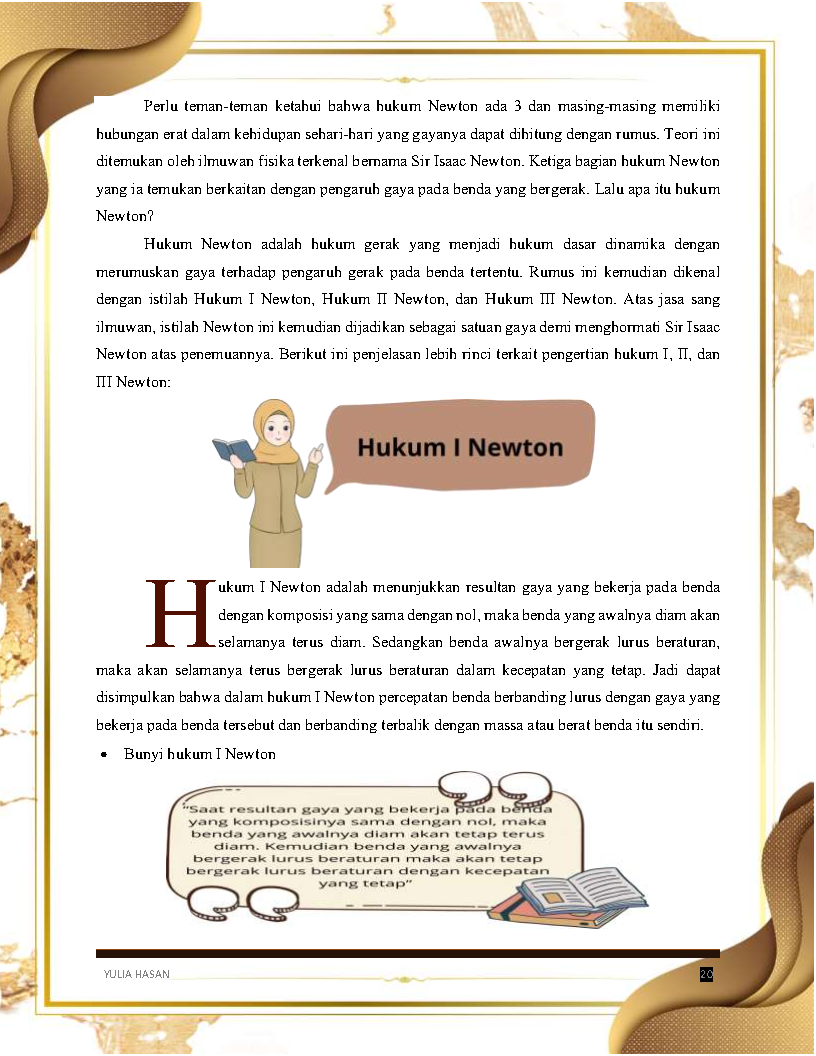 Perlu teman-teman ketahui bahwa hukum Newton ada 3 dan masing-masing memiliki
hubungan erat dalam kehidupan sehari-hari yang gayanya dapat dihitung dengan rumus. Teori ini
ditemukan oleh ilmuwan fisika terkenal bernama Sir Isaac Newton. Ketiga bagian hukum Newton
yang ia temukan berkaitan dengan pengaruh gaya pada benda yang bergerak. Lalu apa itu hukum
Newton?
Hukum Newton adalah hukum gerak yang menjadi hukum dasar dinamika dengan
merumuskan gaya terhadap pengaruh gerak pada benda tertentu. Rumus ini kemudian dikenal
dengan istilah Hukum I Newton, Hukum II Newton, dan Hukum III Newton. Atas jasa sang
ilmuwan, istilah Newton ini kemudian dijadikan sebagai satuan gaya demi menghormati Sir Isaac
Newton atas penemuannya. Berikut ini penjelasan lebih rinci terkait pengertian hukum I, II, dan
III Newton:
Hukum I Newton
Hukum I Newton adalah menunjukkan resultan gaya yang bekerja pada benda
dengan komposisi yang sama dengan nol, maka benda yang awalnya diam akan
selamanya terus diam. Sedangkan benda awalnya bergerak lurus beraturan,
maka akan selamanya terus bergerak lurus beraturan dalam kecepatan yang tetap. Jadi dapat
disimpulkan bahwa dalam hukum I Newton percepatan benda berbanding lurus dengan gaya yang
bekerja pada benda tersebut dan berbanding terbalik dengan massa atau berat benda itu sendiri.
• Bunyi hukum I Newton
“Saat resultan gaya yang bekerja pada benda
yang komposisinya sama dengan nol, maka
benda yang awalnya diam akan tetap terus
diam. Kemudian benda yang awalnya
bergerak lurus beraturan maka akan tetap
bergerak lurus beraturan dengan kecepatan
yang tetap”
YULIA HASAN
20